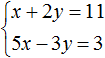 x + 2y = 11
5x − 3y = 3